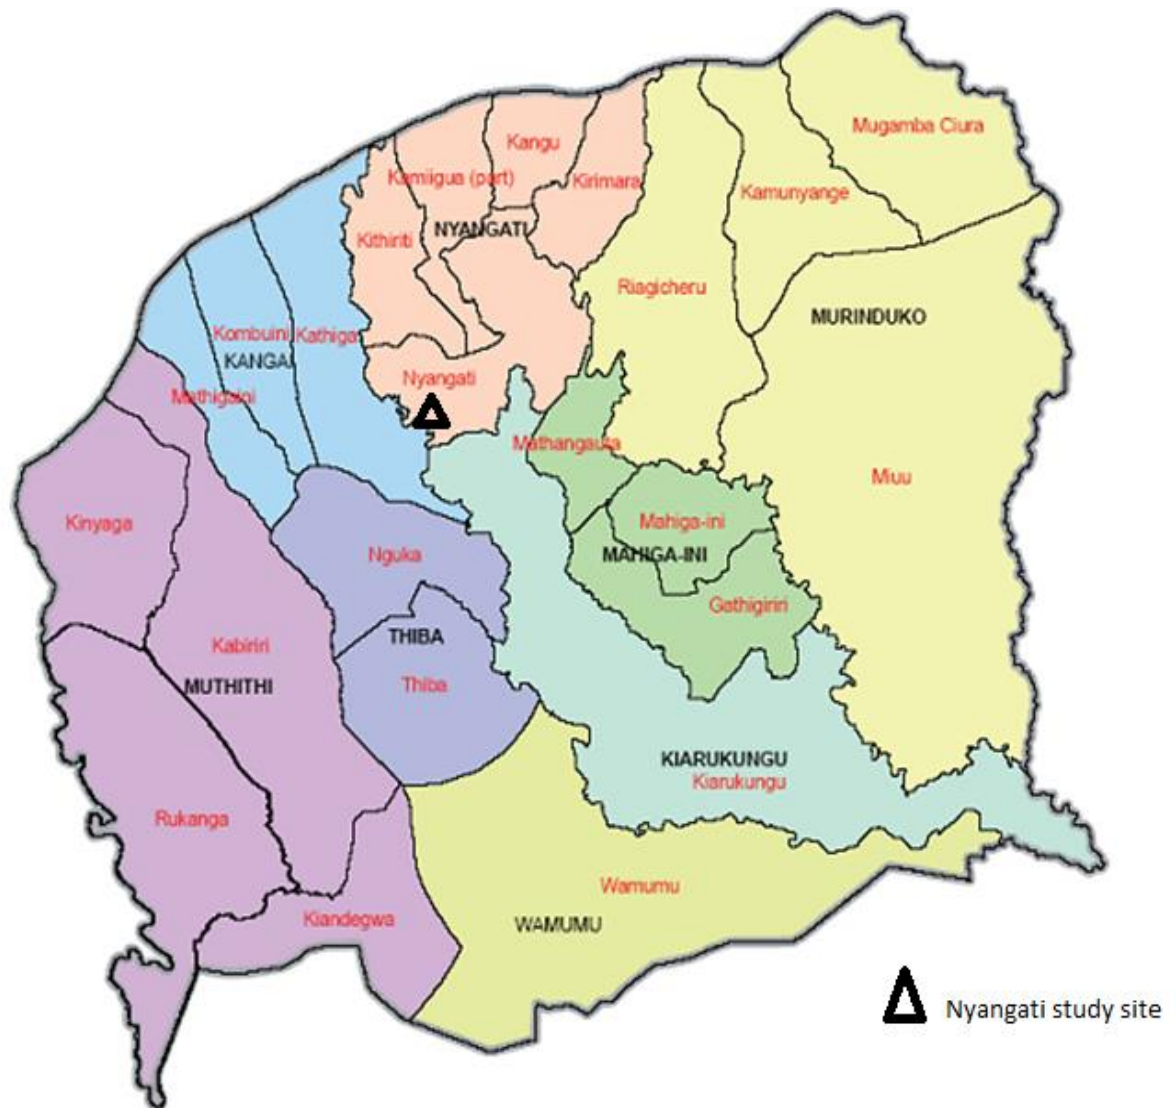 Mugamba Ciura
Kangu
Kamiigua (part)
Kirimara
Kamunyange
NYANGATI
Kithiriti
Riagicheru
MURINDUKO
Kombuini
Kathiga
KANGAI
Nyangati
Mathigaini
Mathangauta
Miuu
Kinyaga
Mahiga-ini
Nguka
MAHIGA-INI
Gathigiriri
THIBA
Kabiriri
Thiba
MUTHITHI
KIARUKUNGU
Kiarukungu
Rukanga
Wamumu
Kiandegwa
WAMUMU
Nyangati study site